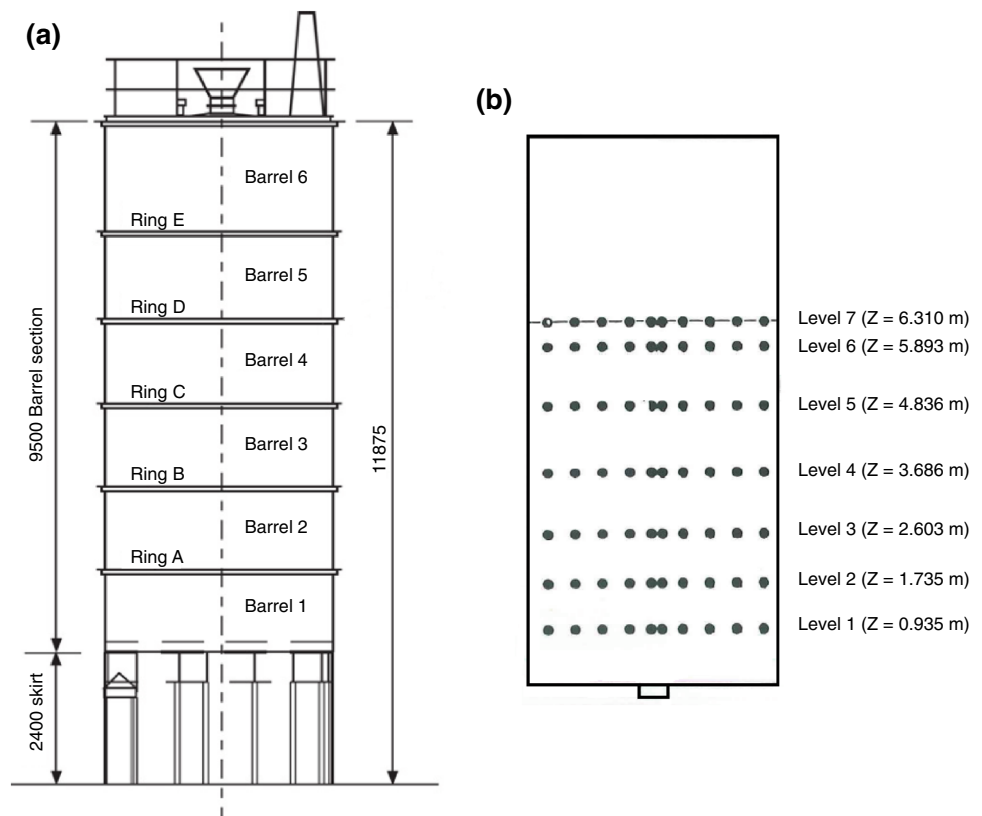 (a)
Barrel 6
Ring E
Barrel 5
Ring D
Barrel 4
Ring C
Barrel 3
Ring B
Barrel 2
Ring A
Barrel 1
9500 Barrel section
2400 skirt
11875
(b)
Level 7 (Z = 6.310 m)
Level 6 (Z = 5.893 m)
Level 5 (Z = 4.836 m)
Level 4 (Z = 3.686 m)
Level 3 (Z = 2.603 m)
Level 2 (Z = 1.735 m)
Level 1 (Z = 0.935 m)